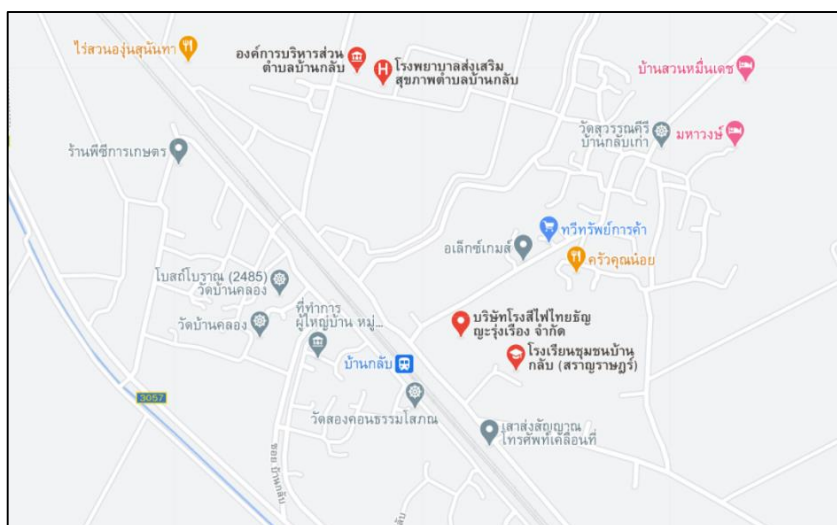 ไร่สวนองุ่นสุนันทา
องค์การบริหารส่วน
ตำบลบ้านกลับ
โรงพยาบาลส่งเสริม
สุขภาพตำบลบ้านกลับ
บ้านสวนหมื่นเดช
วัดสุวรรณคีรี
บ้านกลับเก่า
มหาวงษ์
ร้านพีซีการเกษตร
ทวีทรัพย์การค้า
อเล็กซ์เกมส์
ครัวคุณน้อย
โบสถ์โบราณ (2485)
วัดบ้านคลอง
วัดบ้านคลอง
ที่ทำการ
ผู้ใหญ่บ้าน หมู่...
บริษัทโรงสีไฟไทยธัญ
ญะรุ่งเรือง จำกัด
โรงเรียนชุมชนบ้าน
กลับ (สราญราษฎร์)
บ้านกลับ
3057
วัดสองคอนธรรมโสภณ
เสาส่งสัญญาณ
โทรศัพท์เคลื่อนที่
ซอย บ้านกลับ